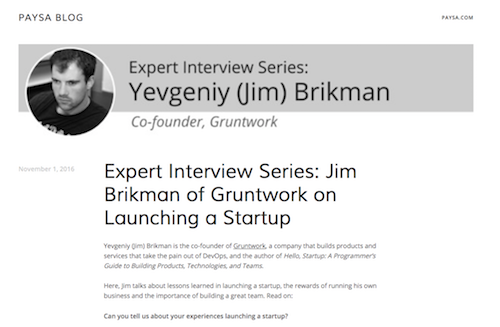 PAYSA BLOG
PAYSA.COM
Expert Interview Series:
Yevgeniy (Jim) Brikman
Co-founder, Gruntwork
November 1, 2016
Expert Interview Series: Jim
Brikman of Gruntwork on
Launching a Startup
Yevgeniy (Jim) Brikman is the co-founder of Gruntwork, a company that builds products and
services that take the pain out of DevOps, and the author of Hello, Startup: A Programmer's
Guide to Building Products, Technologies, and Teams.
Here, Jim talks about lessons learned in launching a startup, the rewards of running his own
business and the importance of building a great team. Read on:
Can you tell us about your experiences launching a startup?